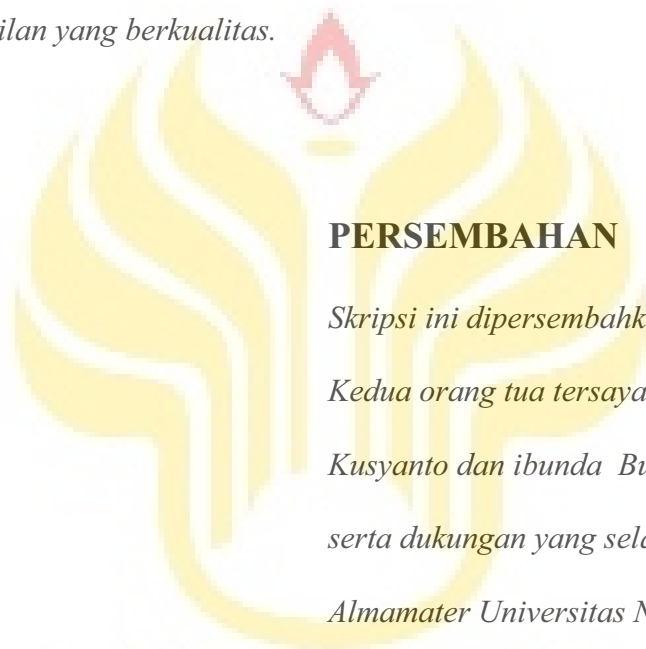 ilan yang berkualitas.
PERSEMBAHAN
Skripsi ini dipersembahk
Kedua orang tua tersaya
Kusyanto dan ibunda Bu
serta dukungan yang sela
Almamater Universitas N